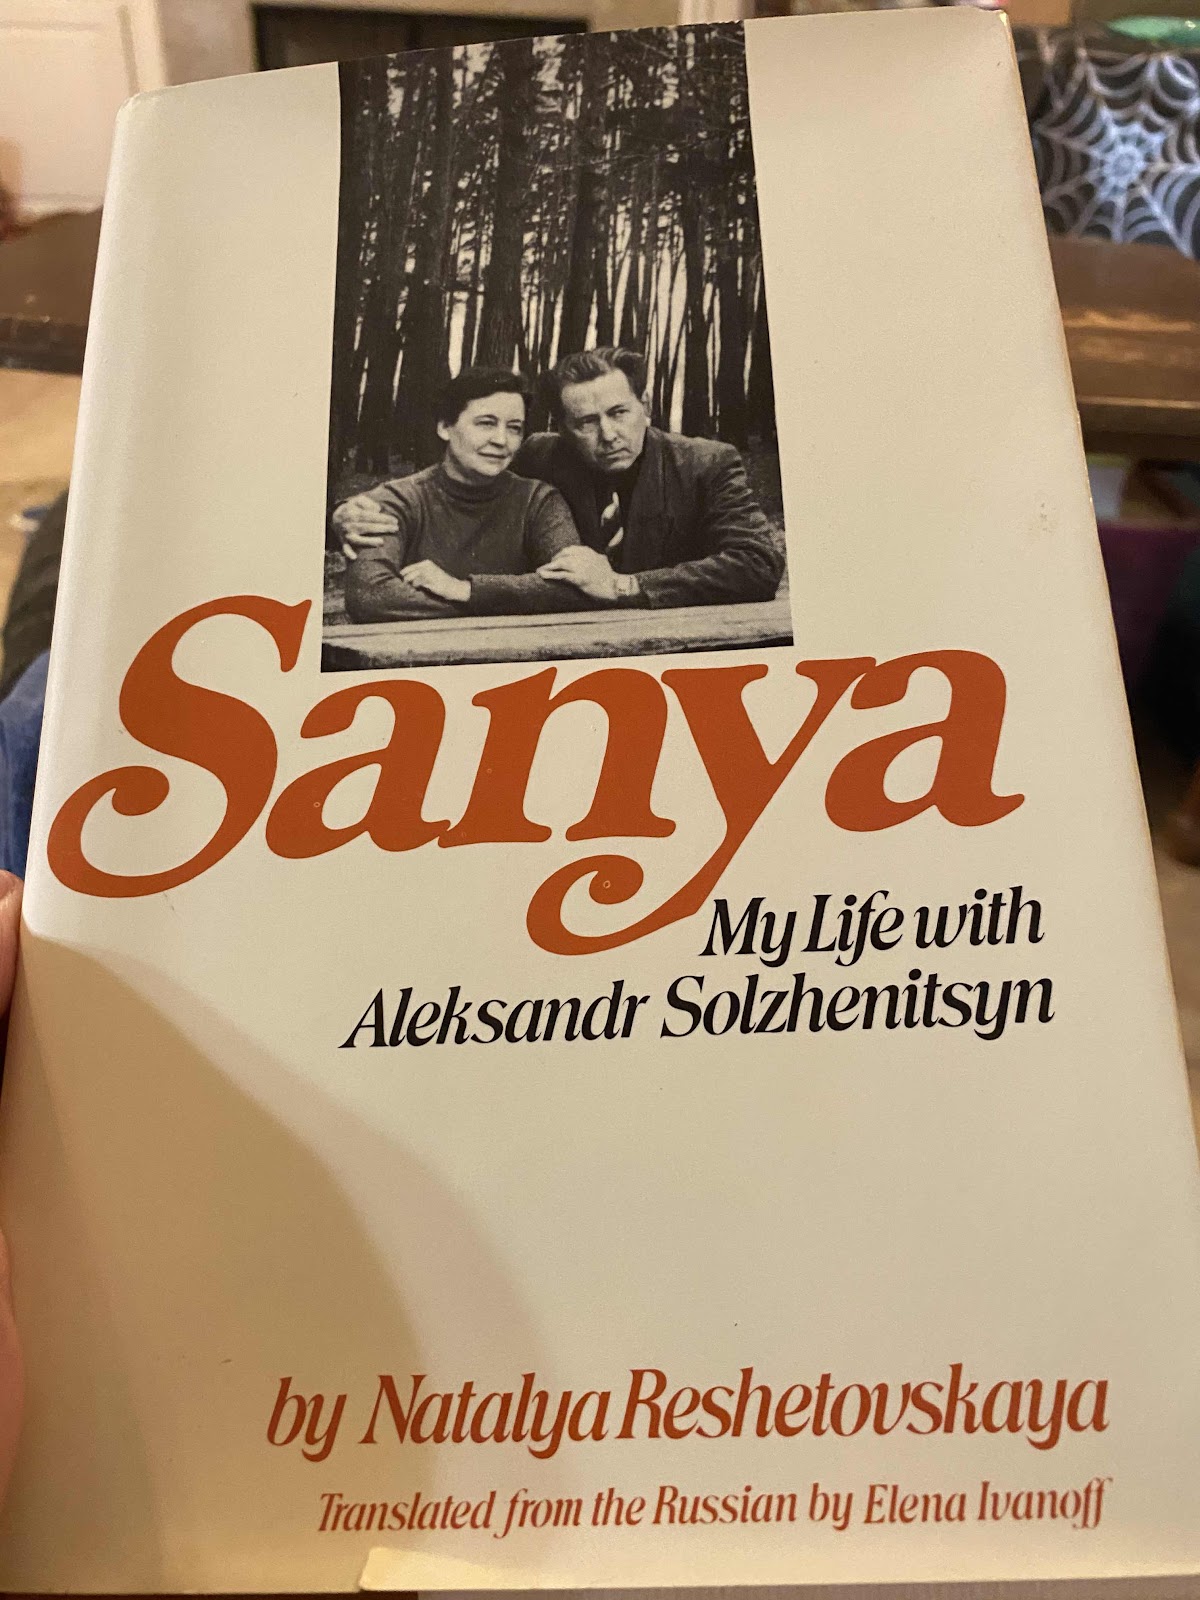 Sanya
My Life with
Aleksandr Solzhenitsyn
by Natalya Reshetovskaya
Translated from the Russian by Elena Ivanoff